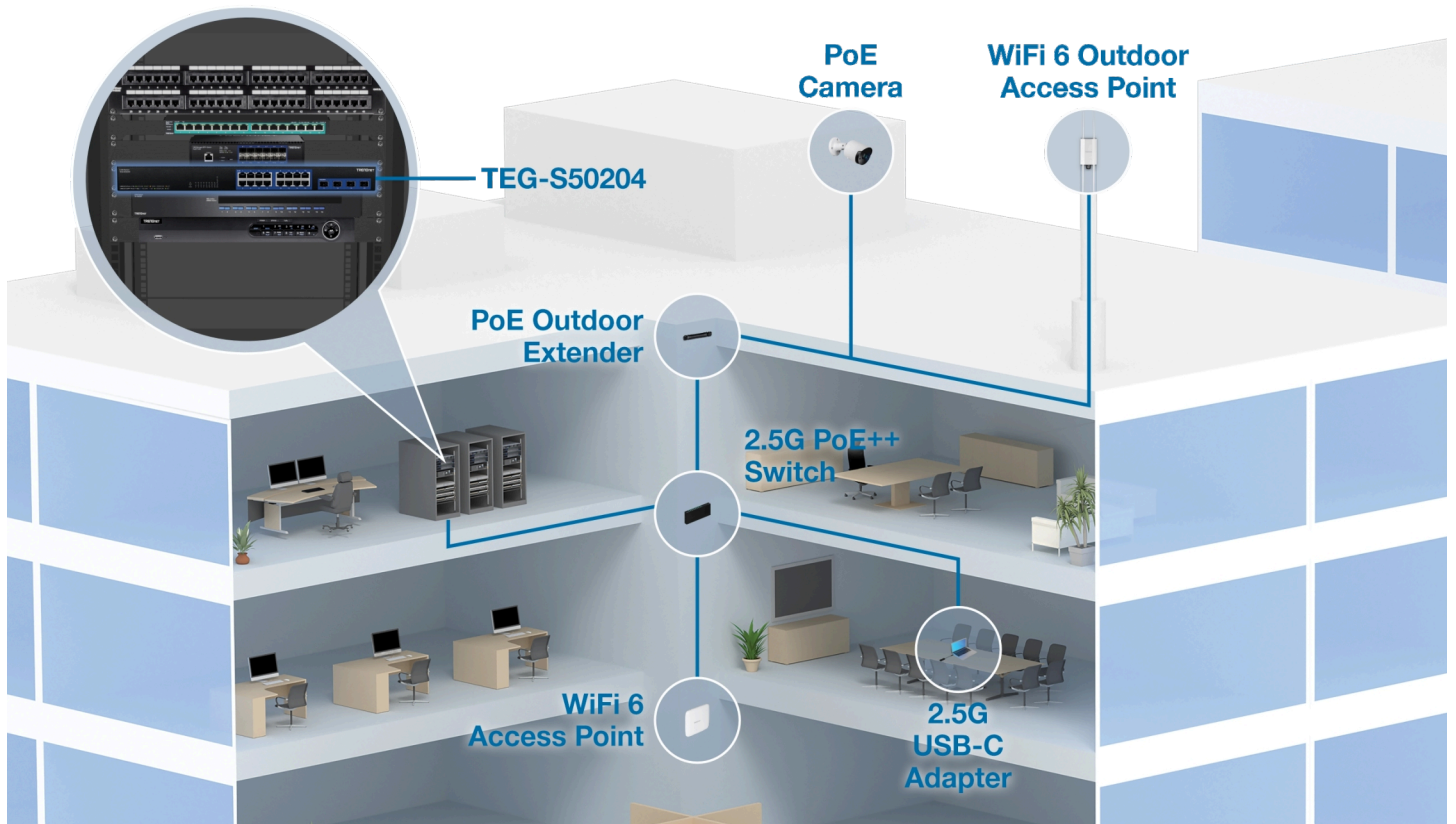 PoE
Camera
WiFi 6 Outdoor
Access Point
TEG-S50204
TRENDnet
PoE Outdoor
Extender
2.5G PoE++
Switch
WiFi 6
Access Point
2.5G
USB-C
Adapter